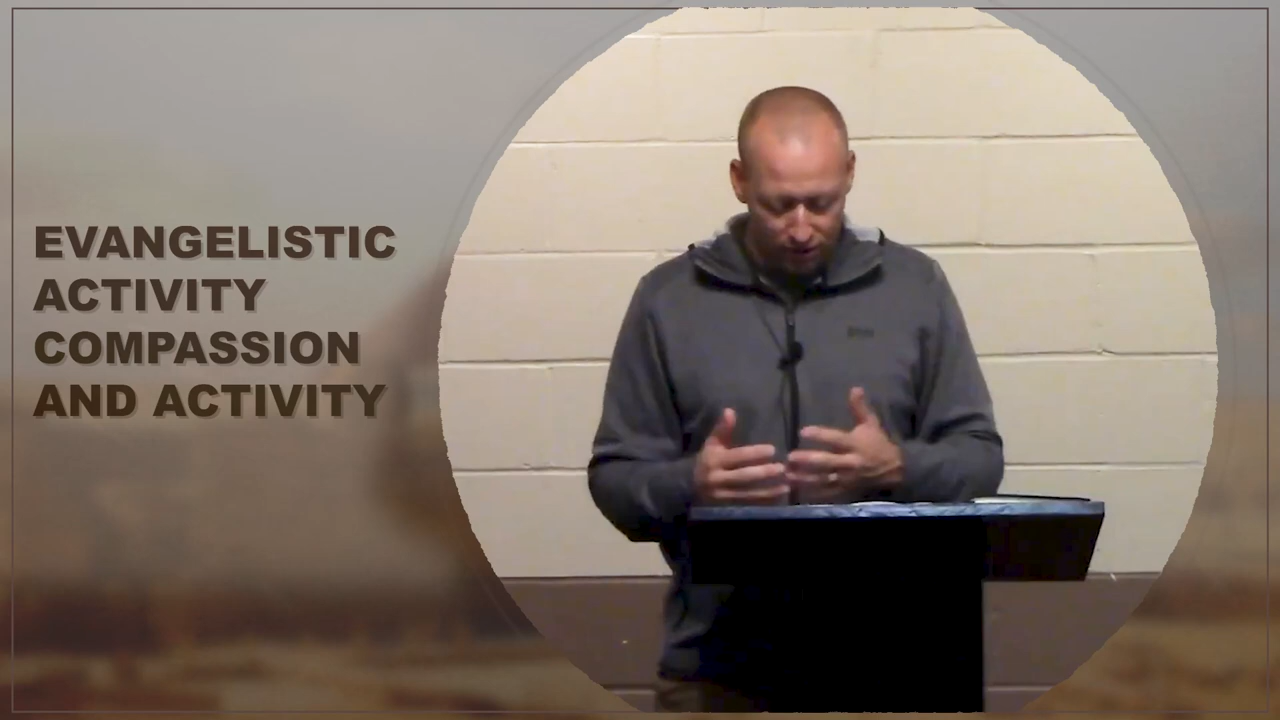 EVANGELISTIC
ACTIVITY
COMPASSION
AND ACTIVITY